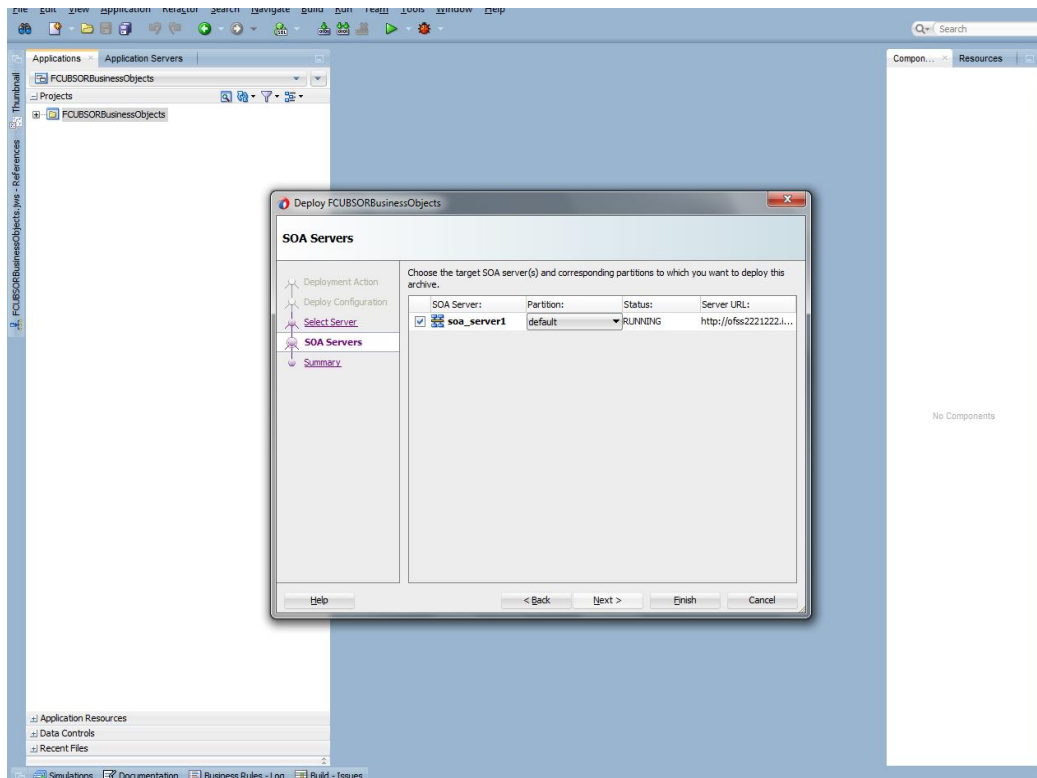 File Edit View Application Refactor Search Navigate Build Run Team Tools Window Help
Search
Applications Application Servers
Compon... Resources
FCUBSORBusinessObjects
Projects
FCUBSORBusinessObjects
Thumbnail
FCUBSORBusinessObjects.jws - References
Deploy FCUBSORBusinessObjects
SOA Servers
Deployment Action
Deploy Configuration
Select Server
SOA Servers
Summary
Choose the target SOA server(s) and corresponding partitions to which you want to deploy this
archive.
SOA Server: Partition: Status: Server URL:
soa_server1 default RUNNING http://ofss2221222.i...
No Components
Help < Back Next > Finish Cancel
Application Resources
Data Controls
Recent Files
Simulations Documentation Business Rules - Log Build - Issues